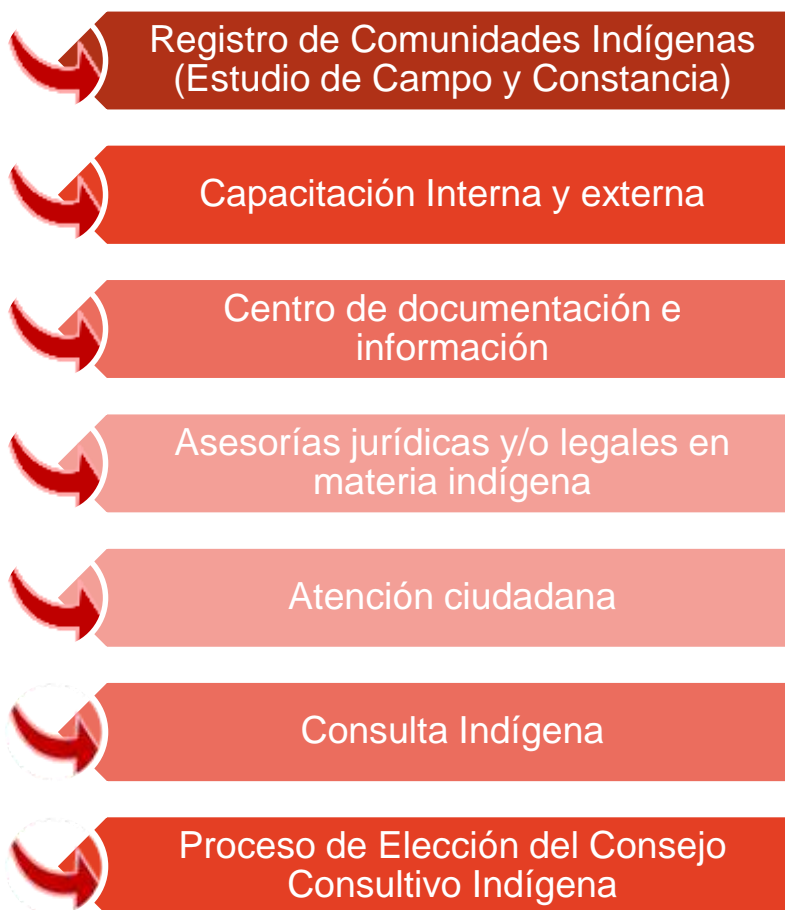 Registro de Comunidades Indígenas
(Estudio de Campo y Constancia)
Capacitación Interna y externa
Centro de documentación e
información
Asesorías jurídicas y/o legales en
materia indígena
Atención ciudadana
Consulta Indígena
Proceso de Elección del Consejo
Consultivo Indígena